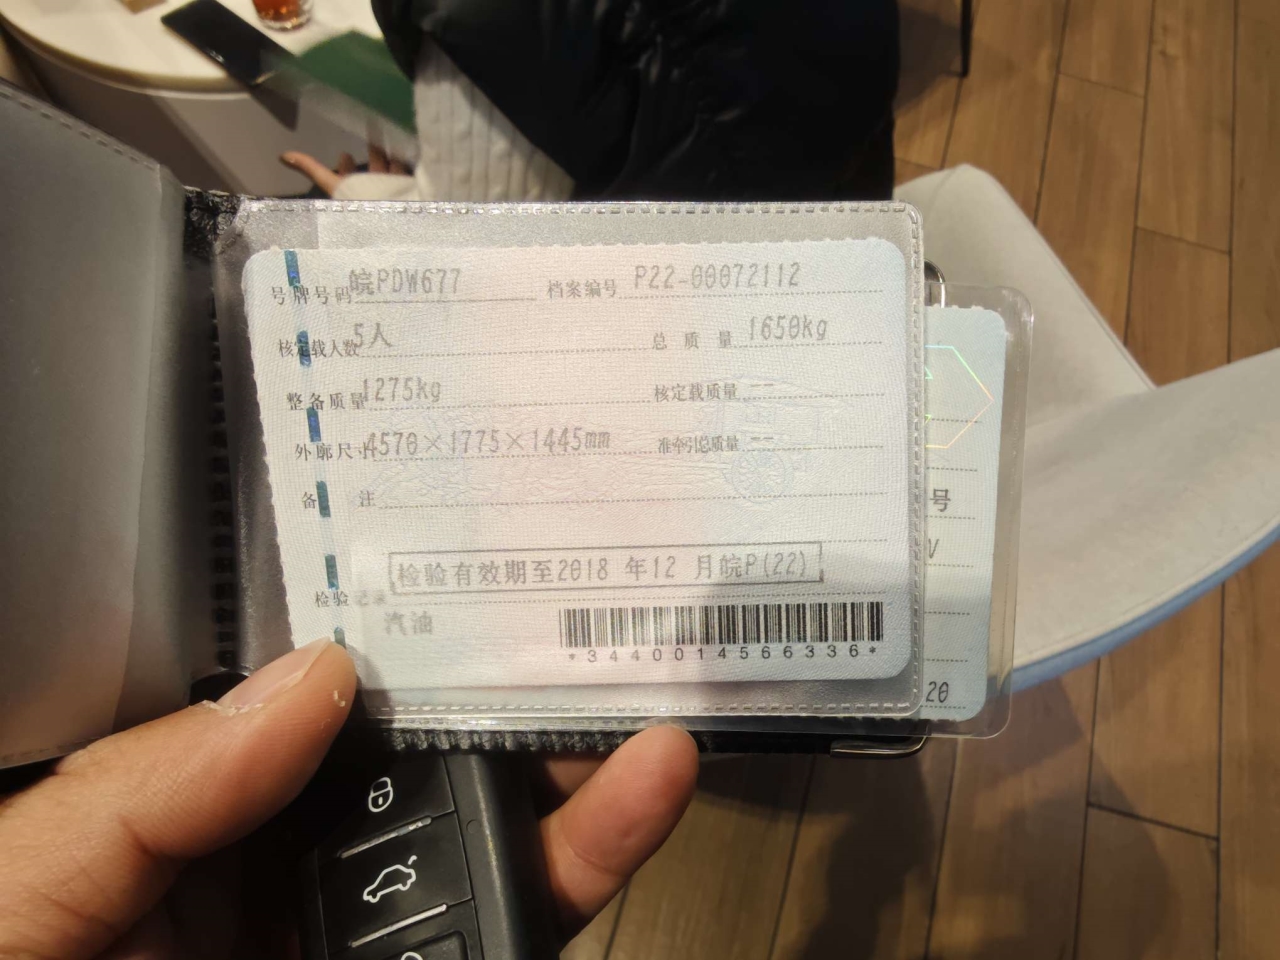 号牌号码 皖PDW677 档案编号 P22-00072112
核定载人数 5人 总质量 1650kg
整备质量 1275kg 核定载质量 --
外廓尺寸 4570×1775×1445mm 准牵引总质量 --
备注
检验有效期至2018年12月皖P(22)
检验记录
汽油
*3440014566336*
号
V
20